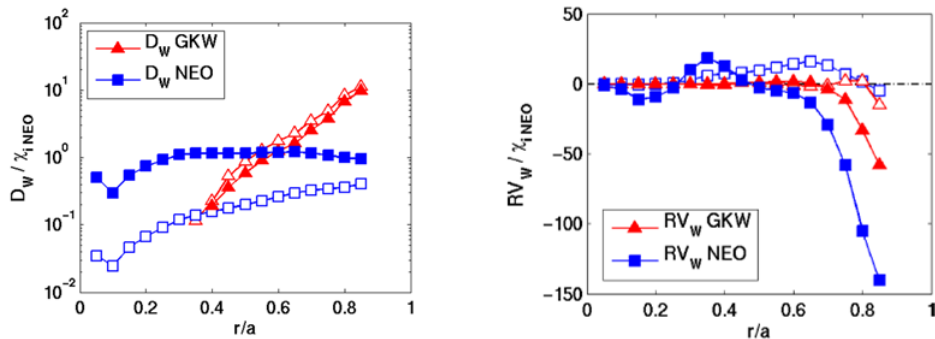 10^2
10^1
10^0
10^-1
10^-2
D_W / χ_i NEO
D_W GKW
D_W NEO
0 0.2 0.4 0.6 0.8 1
r/a
50
0
−50
−100
−150
RV_W / χ_i NEO
RV_W GKW
RV_W NEO
0 0.2 0.4 0.6 0.8 1
r/a